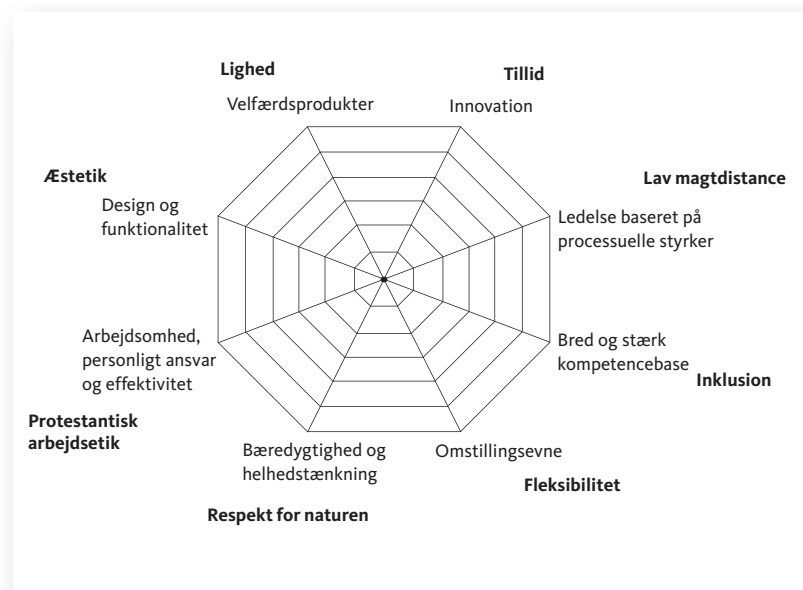 Lighed
Velfærdsprodukter
Tillid
Innovation
Æstetik
Design og
funktionalitet
Lav magtdistance
Ledelse baseret på
processuelle styrker
Arbejdsomhed,
personligt ansvar
og effektivitet
Protestantisk
arbejdsetik
Bred og stærk
kompetencebase
Inklusion
Bæredygtighed og
helhedstænkning
Respekt for naturen
Omstillingsevne
Fleksibilitet